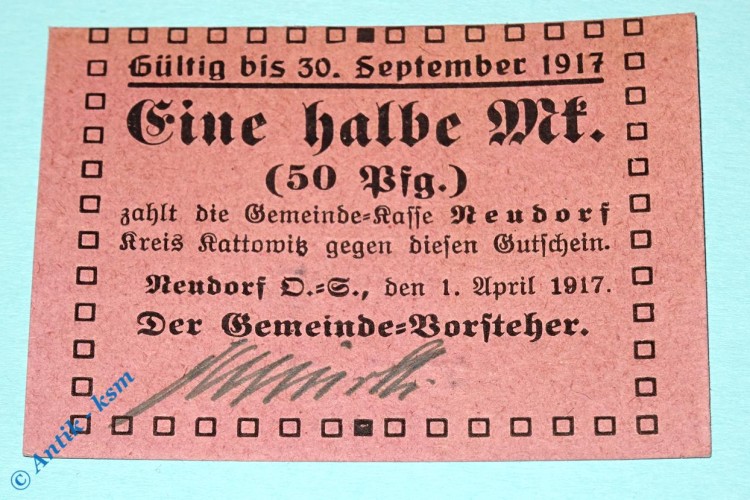 Gültig bis 30. September 1917
Eine halbe Mk.
(50 Pfg.)
zahlt die Gemeinde=Kasse Neudorf
Kreis Kattowitz gegen diesen Gutschein.
Neudorf O.=S., den 1. April 1917.
Der Gemeinde=Vorsteher.
© Antik - ksm